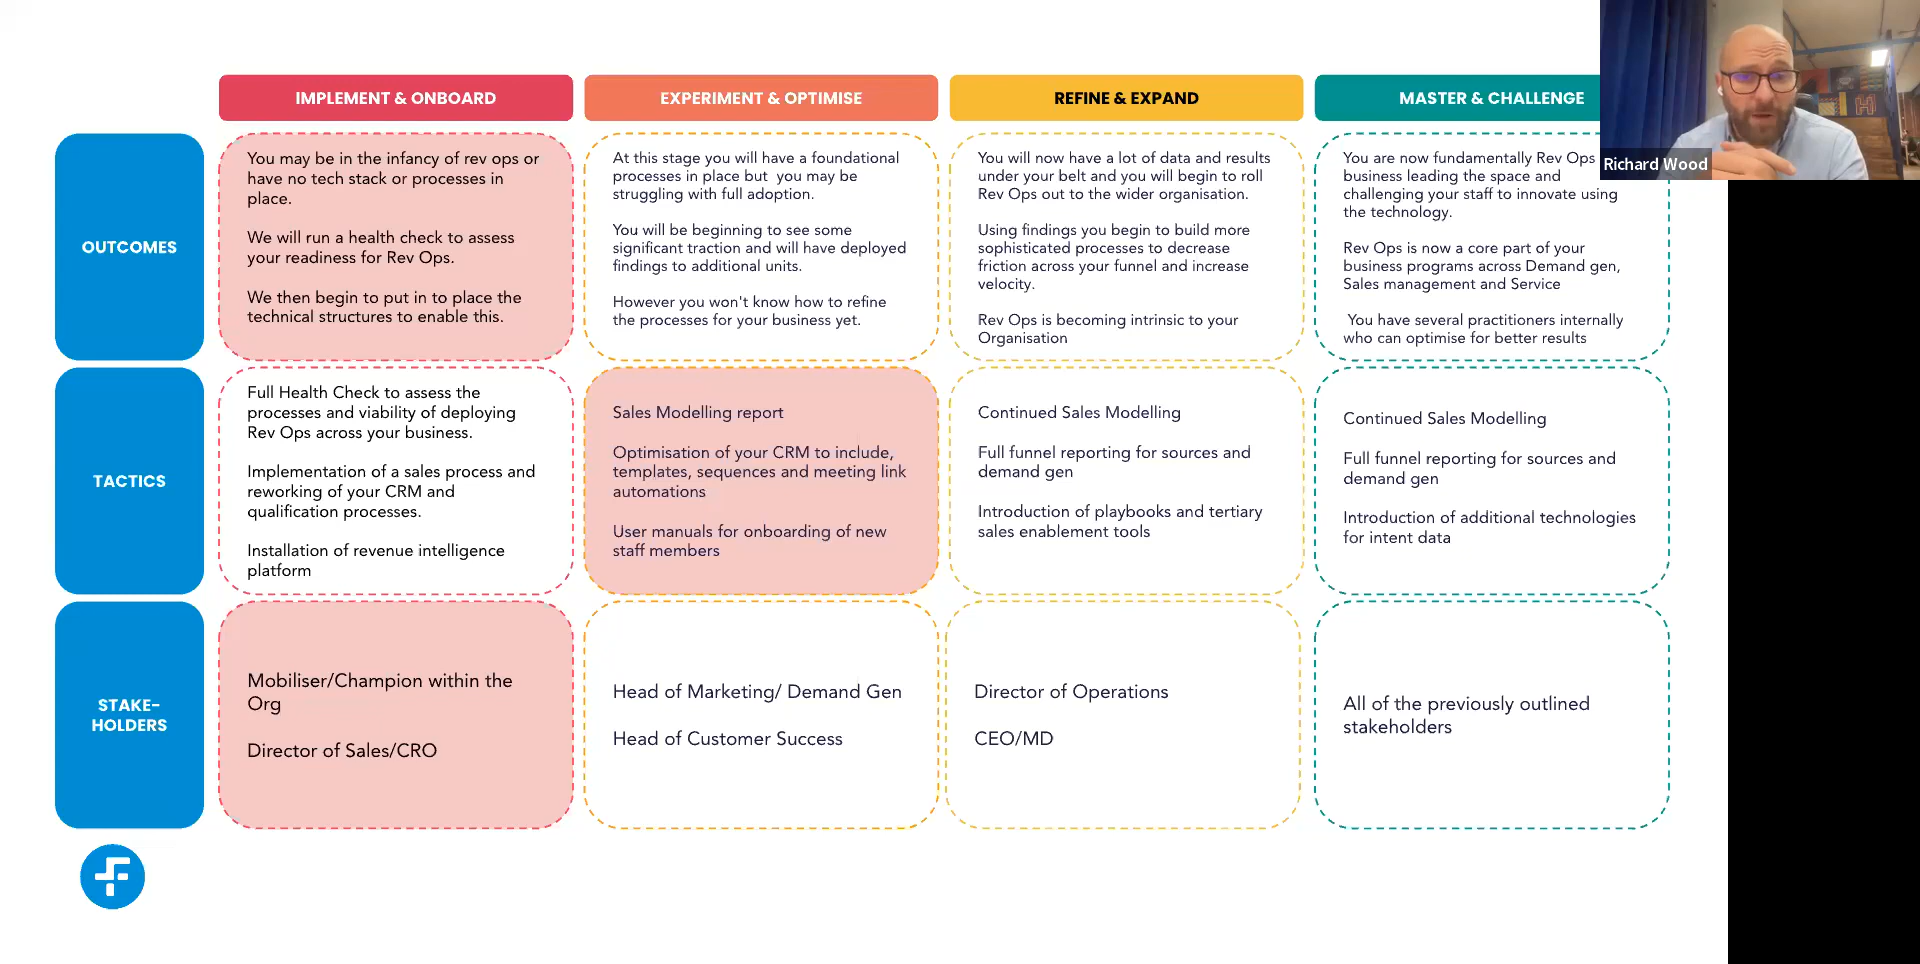 IMPLEMENT & ONBOARD
EXPERIMENT & OPTIMISE
REFINE & EXPAND
MASTER & CHALLENGE
Richard Wood
OUTCOMES
You may be in the infancy of rev ops or
have no tech stack or processes in
place.
We will run a health check to assess
your readiness for Rev Ops.
We then begin to put in to place the
technical structures to enable this.
At this stage you will have a foundational
processes in place but  you may be
struggling with full adoption.
You will be beginning to see some
significant traction and will have deployed
findings to additional units.
However you won't know how to refine
the processes for your business yet.
You will now have a lot of data and results
under your belt and you will begin to roll
Rev Ops out to the wider organisation.
Using findings you begin to build more
sophisticated processes to decrease
friction across your funnel and increase
velocity.
Rev Ops is becoming intrinsic to your
Organisation
You are now fundamentally Rev Ops
business leading the space and
challenging your staff to innovate using
the technology.
Rev Ops is now a core part of your
business programs across Demand gen,
Sales management and Service
You have several practitioners internally
who can optimise for better results
TACTICS
Full Health Check to assess the
processes and viability of deploying
Rev Ops across your business.
Implementation of a sales process and
reworking of your CRM and
qualification processes.
Installation of revenue intelligence
platform
Sales Modelling report
Optimisation of your CRM to include,
templates, sequences and meeting link
automations
User manuals for onboarding of new
staff members
Continued Sales Modelling
Full funnel reporting for sources and
demand gen
Introduction of playbooks and tertiary
sales enablement tools
Continued Sales Modelling
Full funnel reporting for sources and
demand gen
Introduction of additional technologies
for intent data
STAKE-
HOLDERS
Mobiliser/Champion within the
Org
Director of Sales/CRO
Head of Marketing/ Demand Gen
Head of Customer Success
Director of Operations
CEO/MD
All of the previously outlined
stakeholders